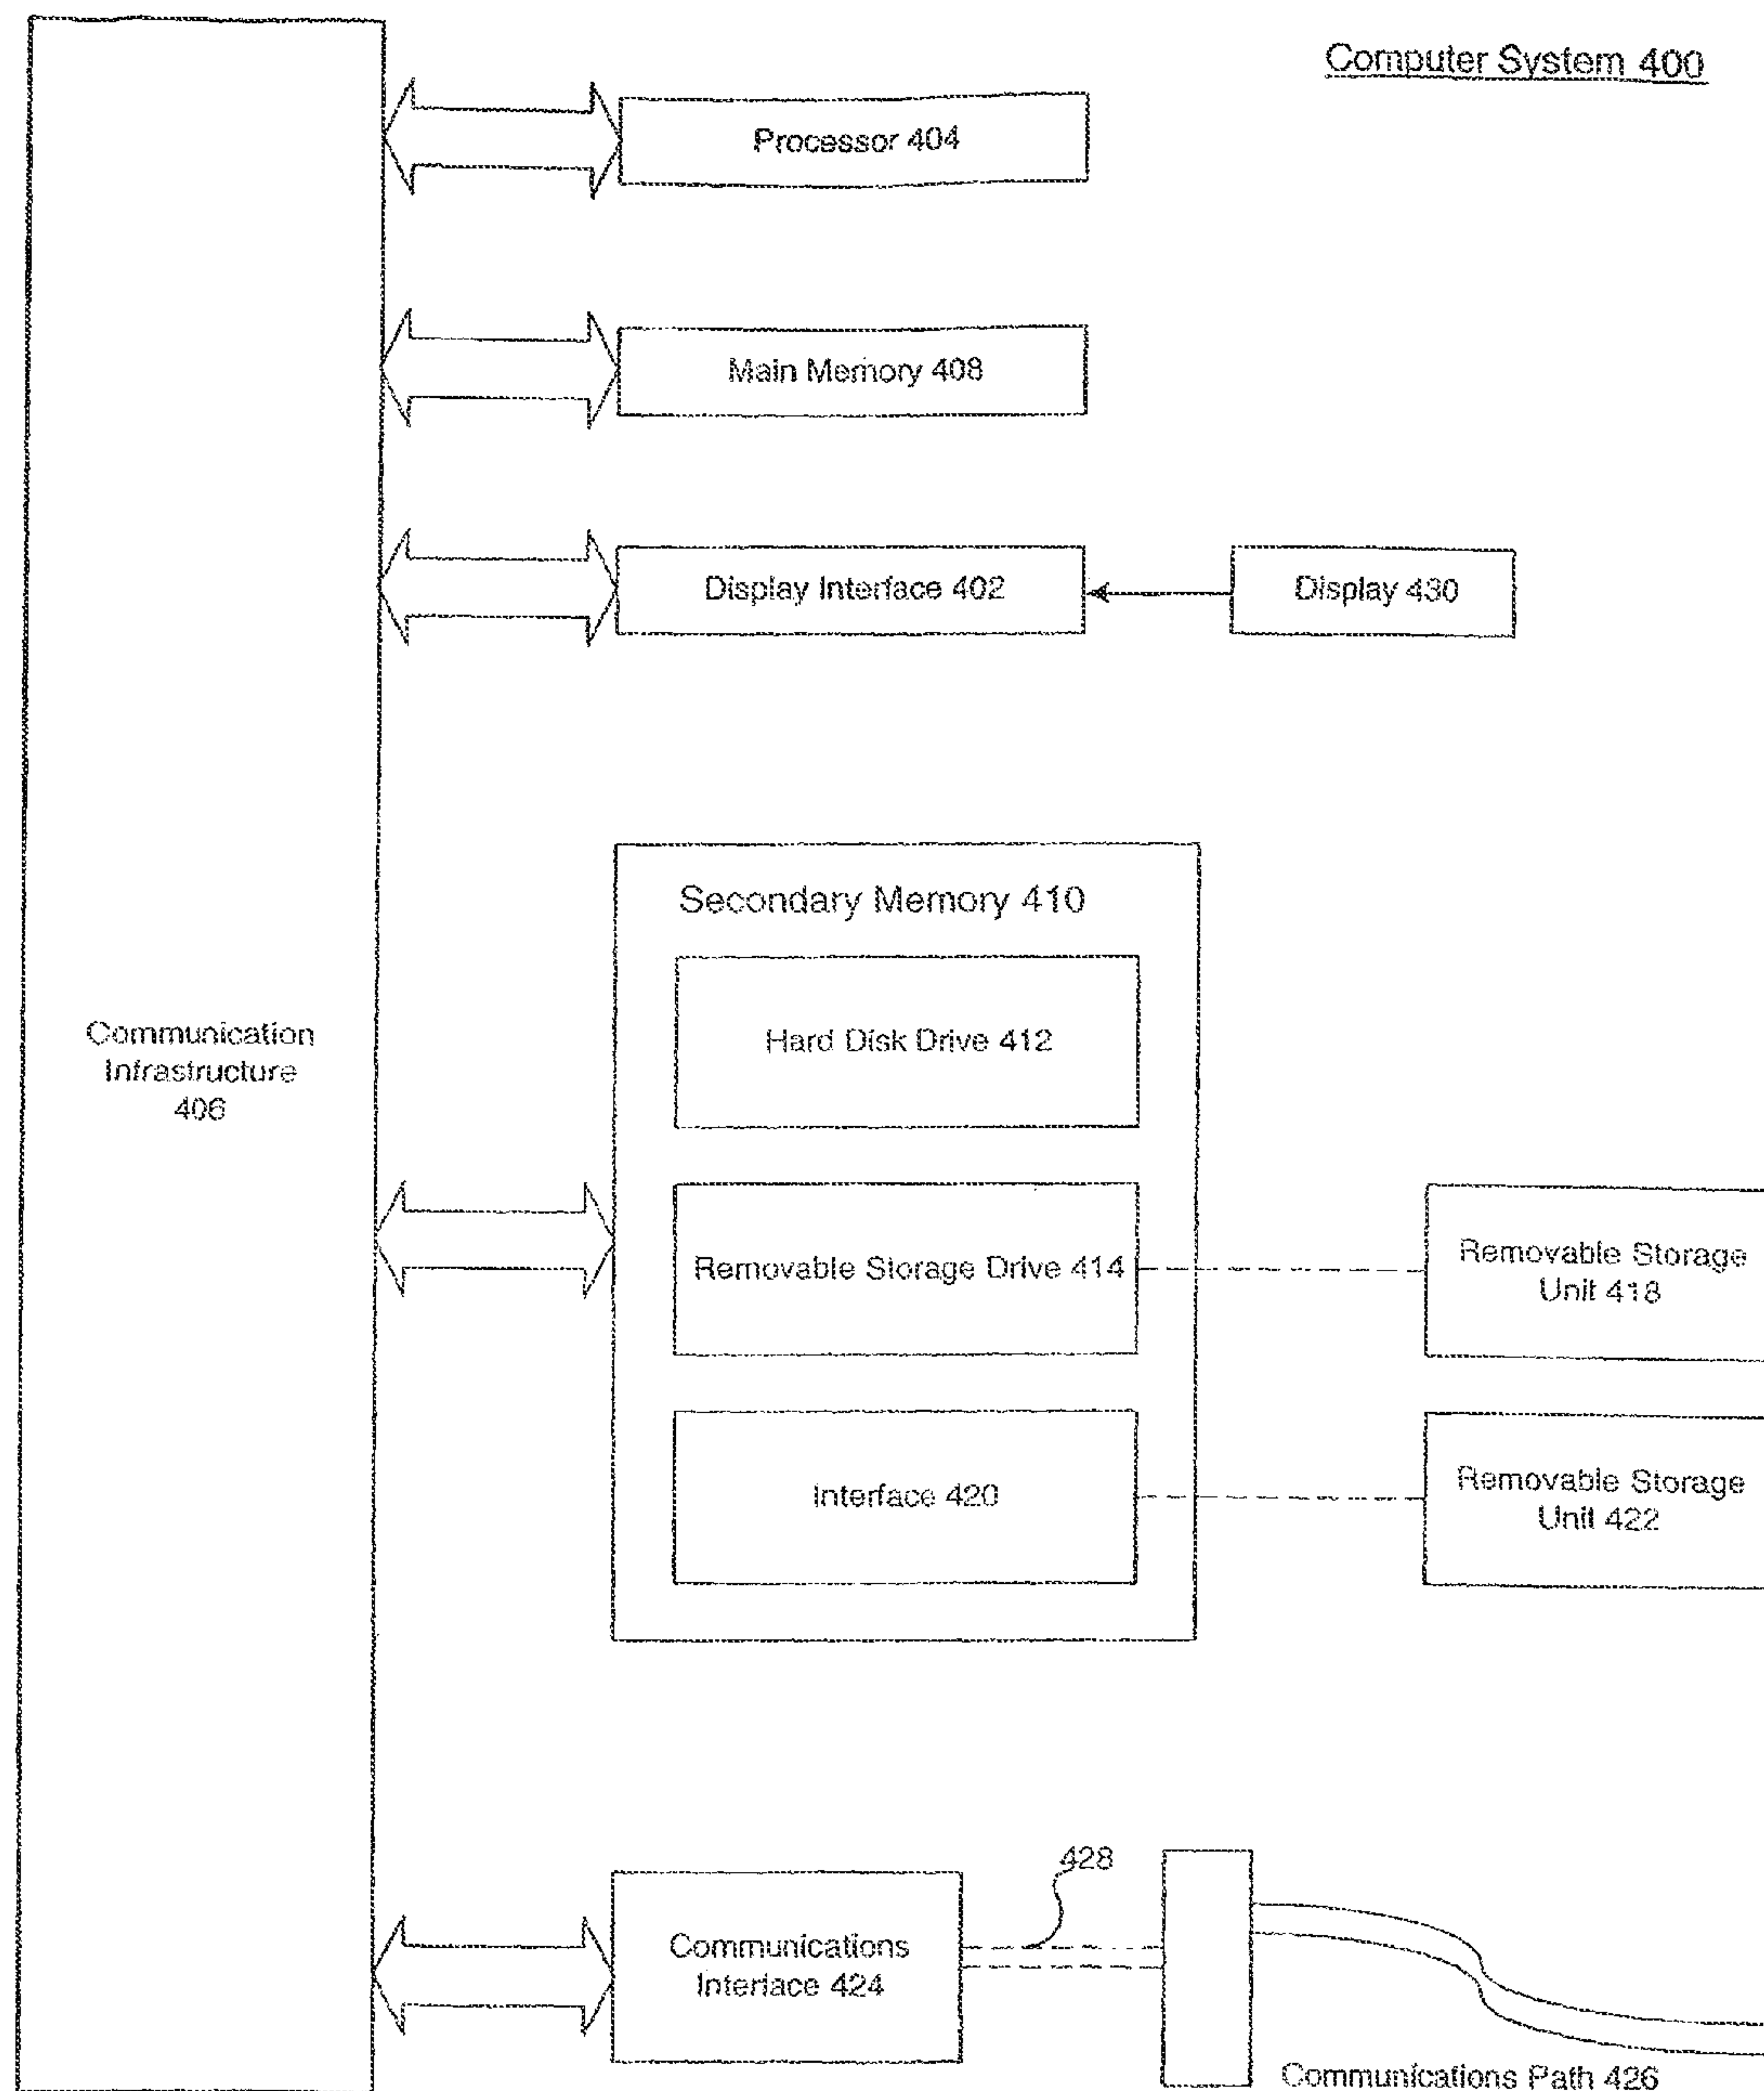 Computer System 400
Processor 404
Main Memory 408
Display Interface 402
Display 430
Secondary Memory 410
Hard Disk Drive 412
Communication
Infrastructure
406
Removable Storage Drive 414
Removable Storage
Unit 418
Interface 420
Removable Storage
Unit 422
428
Communications
Interface 424
Communications Path 426